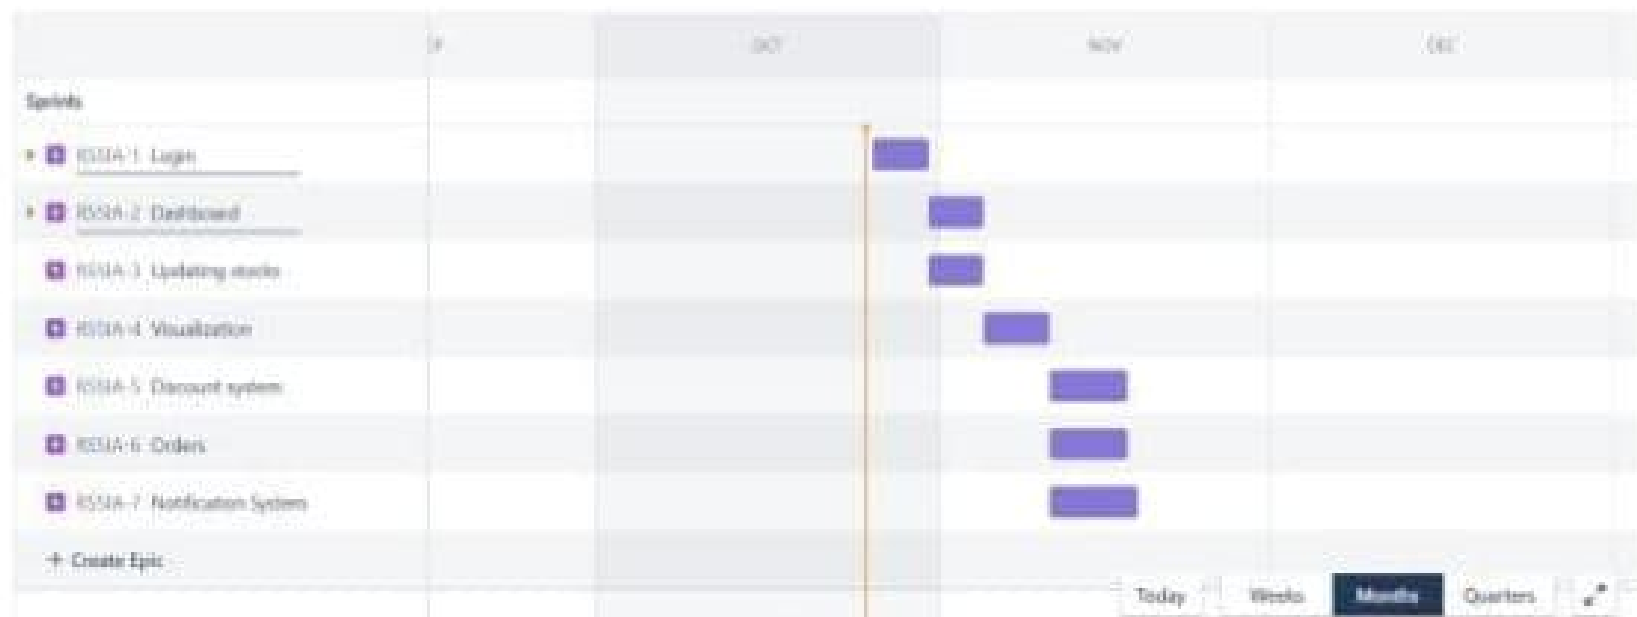 OCT NOV DEC
Sprints
RSSIA-1 Login
RSSIA-2 Dashboard
RSSIA-3 Updating stocks
RSSIA-4 Visualization
RSSIA-5 Discount system
RSSIA-6 Orders
RSSIA-7 Notification System
+ Create Epic
Today Weeks Months Quarters